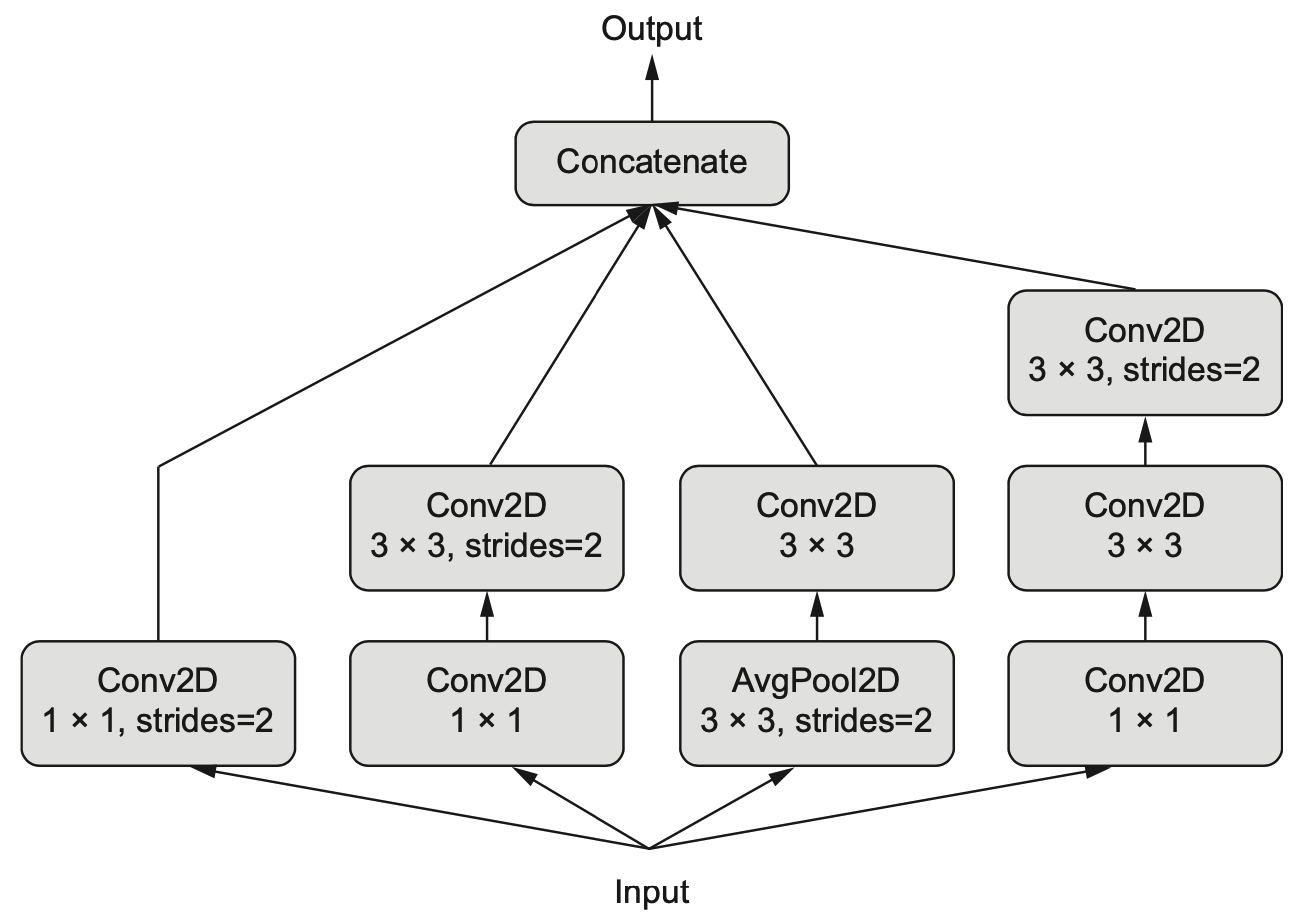 Output
Concatenate
Conv2D
3 × 3, strides=2
Conv2D
3 × 3, strides=2
Conv2D
3 × 3
Conv2D
3 × 3
Conv2D
1 × 1, strides=2
Conv2D
1 × 1
AvgPool2D
3 × 3, strides=2
Conv2D
1 × 1
Input